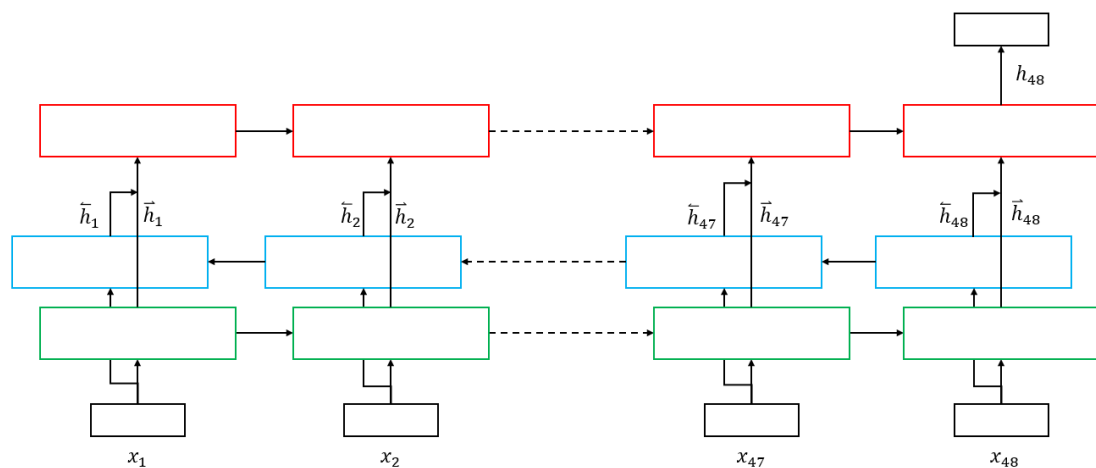 h₄₈
h⃖₁ h⃗₁ h⃖₂ h⃗₂ h⃖₄₇ h⃗₄₇ h⃖₄₈ h⃗₄₈
x₁ x₂ x₄₇ x₄₈